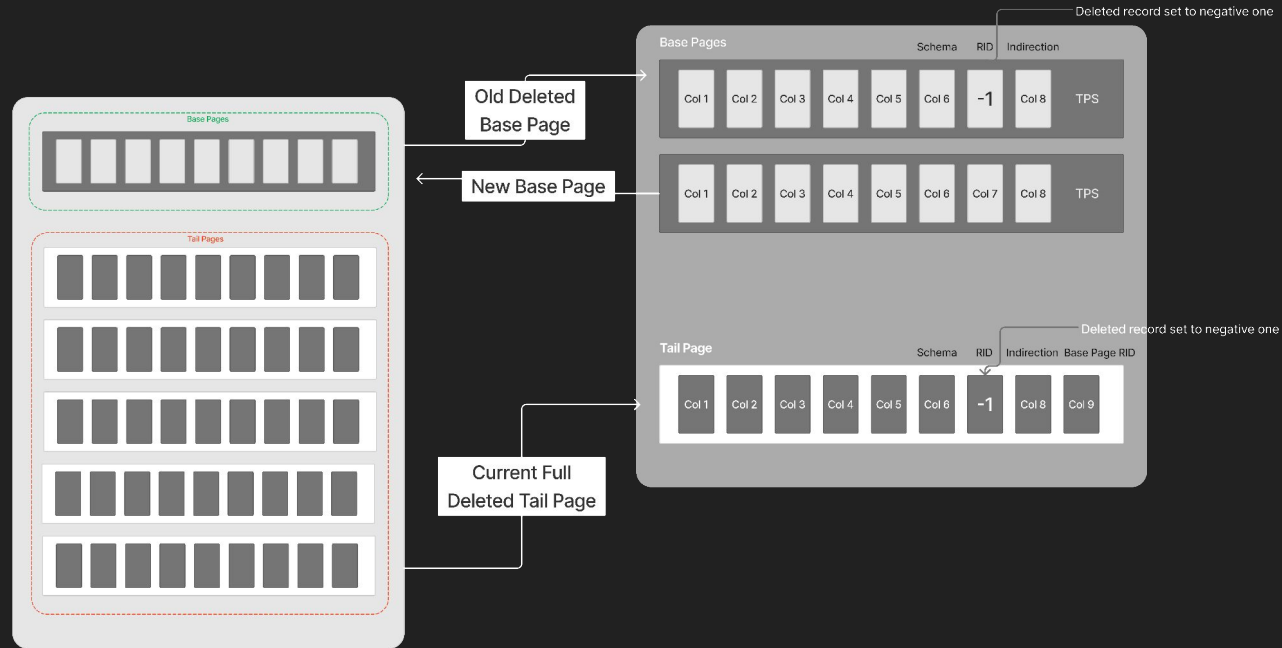 Deleted record set to negative one
Base Pages
Schema RID Indirection
Col 1 Col 2 Col 3 Col 4 Col 5 Col 6 -1 Col 8 TPS
Old Deleted
Base Page
Base Pages
New Base Page
Col 1 Col 2 Col 3 Col 4 Col 5 Col 6 Col 7 Col 8 TPS
Tail Pages
Deleted record set to negative one
Tail Page
Schema RID Indirection Base Page RID
Col 1 Col 2 Col 3 Col 4 Col 5 Col 6 -1 Col 8 Col 9
Current Full
Deleted Tail Page